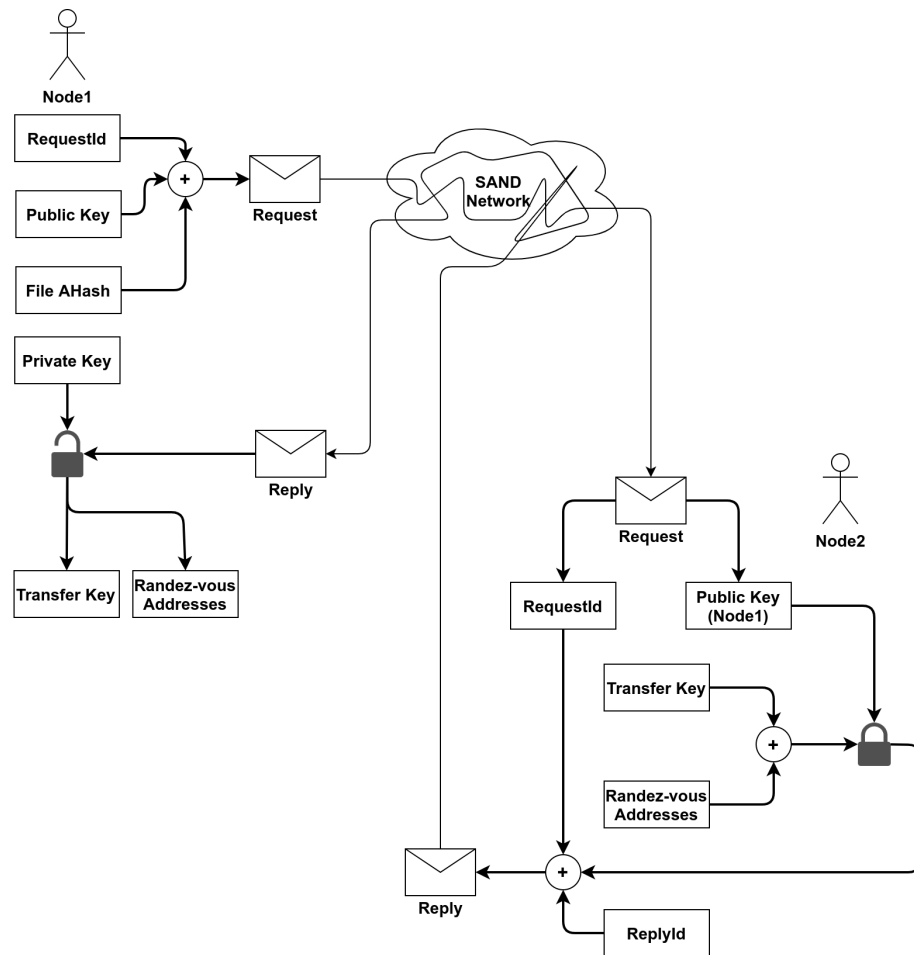 Node1
RequestId
Public Key
File AHash
Request
SAND
Network
Private Key
Reply
Transfer Key
Randez-vous
Addresses
Request
Node2
RequestId
Public Key
(Node1)
Transfer Key
Randez-vous
Addresses
Reply
ReplyId
+
+
+